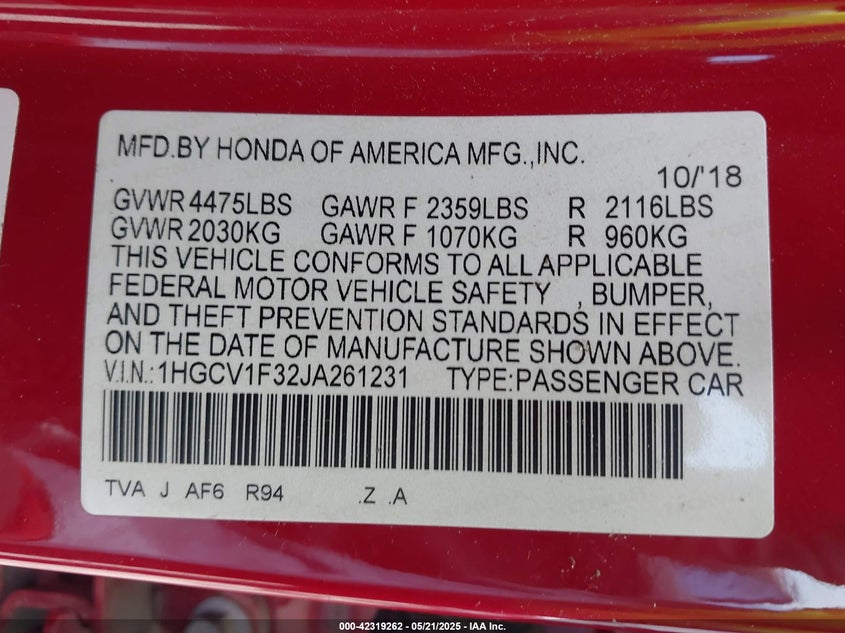 MFD.BY HONDA OF AMERICA MFG.,INC.
10/'18
GVWR 4475LBS GAWR F 2359LBS R 2116LBS
GVWR 2030KG GAWR F 1070KG R 960KG
THIS VEHICLE CONFORMS TO ALL APPLICABLE
FEDERAL MOTOR VEHICLE SAFETY , BUMPER,
AND THEFT PREVENTION STANDARDS IN EFFECT
ON THE DATE OF MANUFACTURE SHOWN ABOVE.
V.I.N.:1HGCV1F32JA261231 TYPE:PASSENGER CAR
TVA J AF6 R94 .Z .A
000-42319262 - 05/21/2025 - IAA Inc.